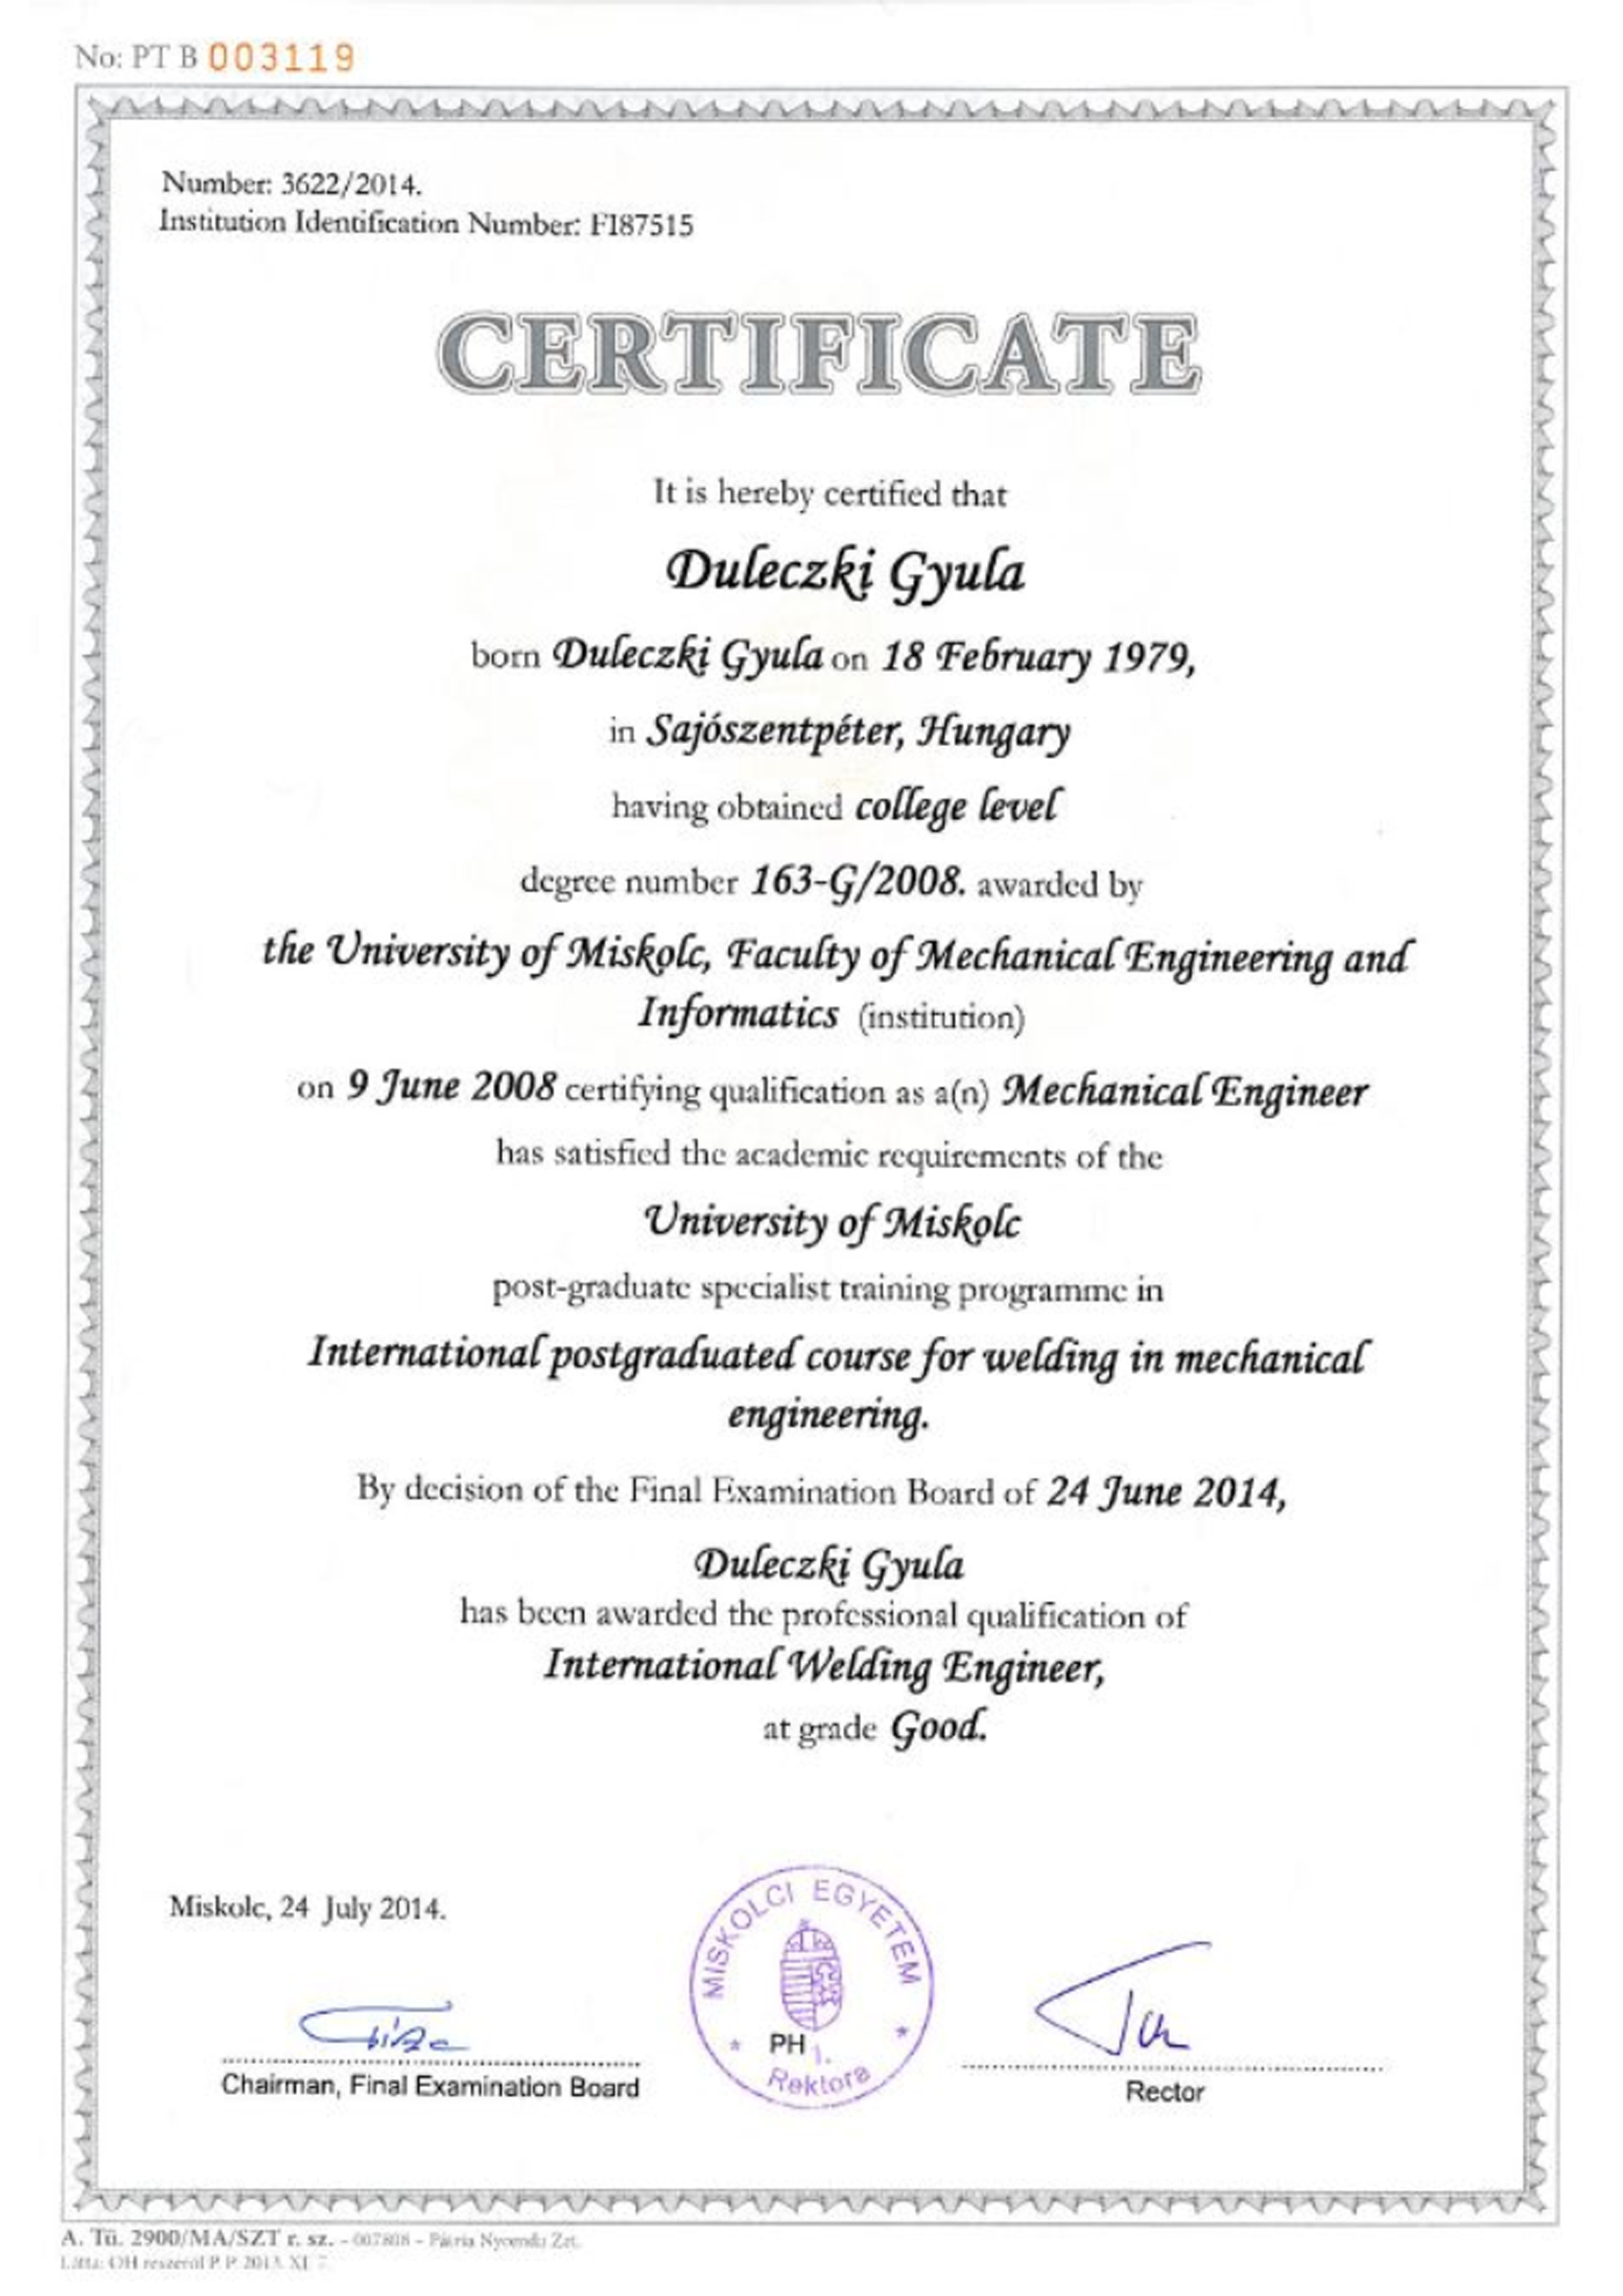 No: PT B 003119
Number: 3622/2014.
Institution Identification Number: FI87515
CERTIFICATE
It is hereby certified that
Duleczki Gyula
born Duleczki Gyula on 18 February 1979,
in Sajószentpéter, Hungary
having obtained college level
degree number 163-G/2008. awarded by
the University of Miskolc, Faculty of Mechanical Engineering and
Informatics (institution)
on 9 June 2008 certifying qualification as a(n) Mechanical Engineer
has satisfied the academic requirements of the
University of Miskolc
post-graduate specialist training programme in
International postgraduated course for welding in mechanical
engineering.
By decision of the Final Examination Board of 24 June 2014,
Duleczki Gyula
has been awarded the professional qualification of
International Welding Engineer,
at grade Good.
Miskolc, 24 July 2014.
MISKOLCI EGYETEM
PH
1.
Rektora
Chairman, Final Examination Board
Rector
A. Tü. 2900/MA/SZT r. sz. - 007808 - Pátria Nyomda Zrt.